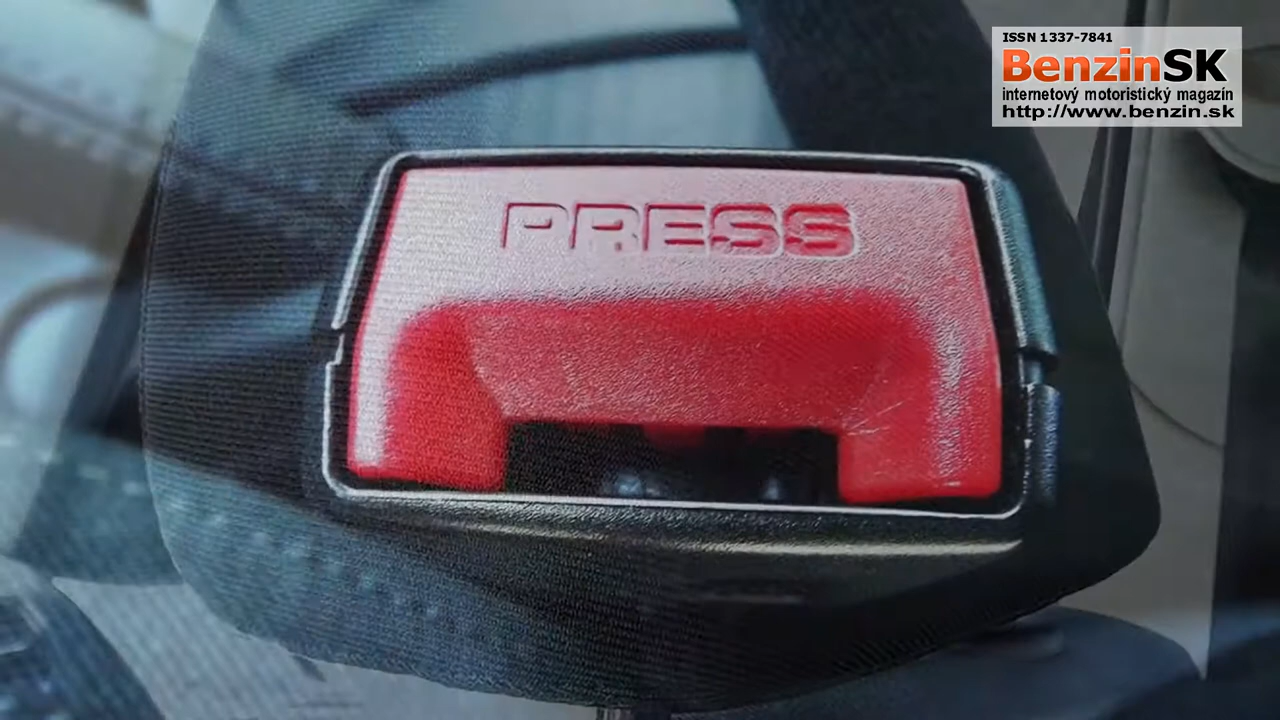 ISSN 1337-7841
BenzinSK
internetový motoristický magazín
http://www.benzin.sk
PRESS